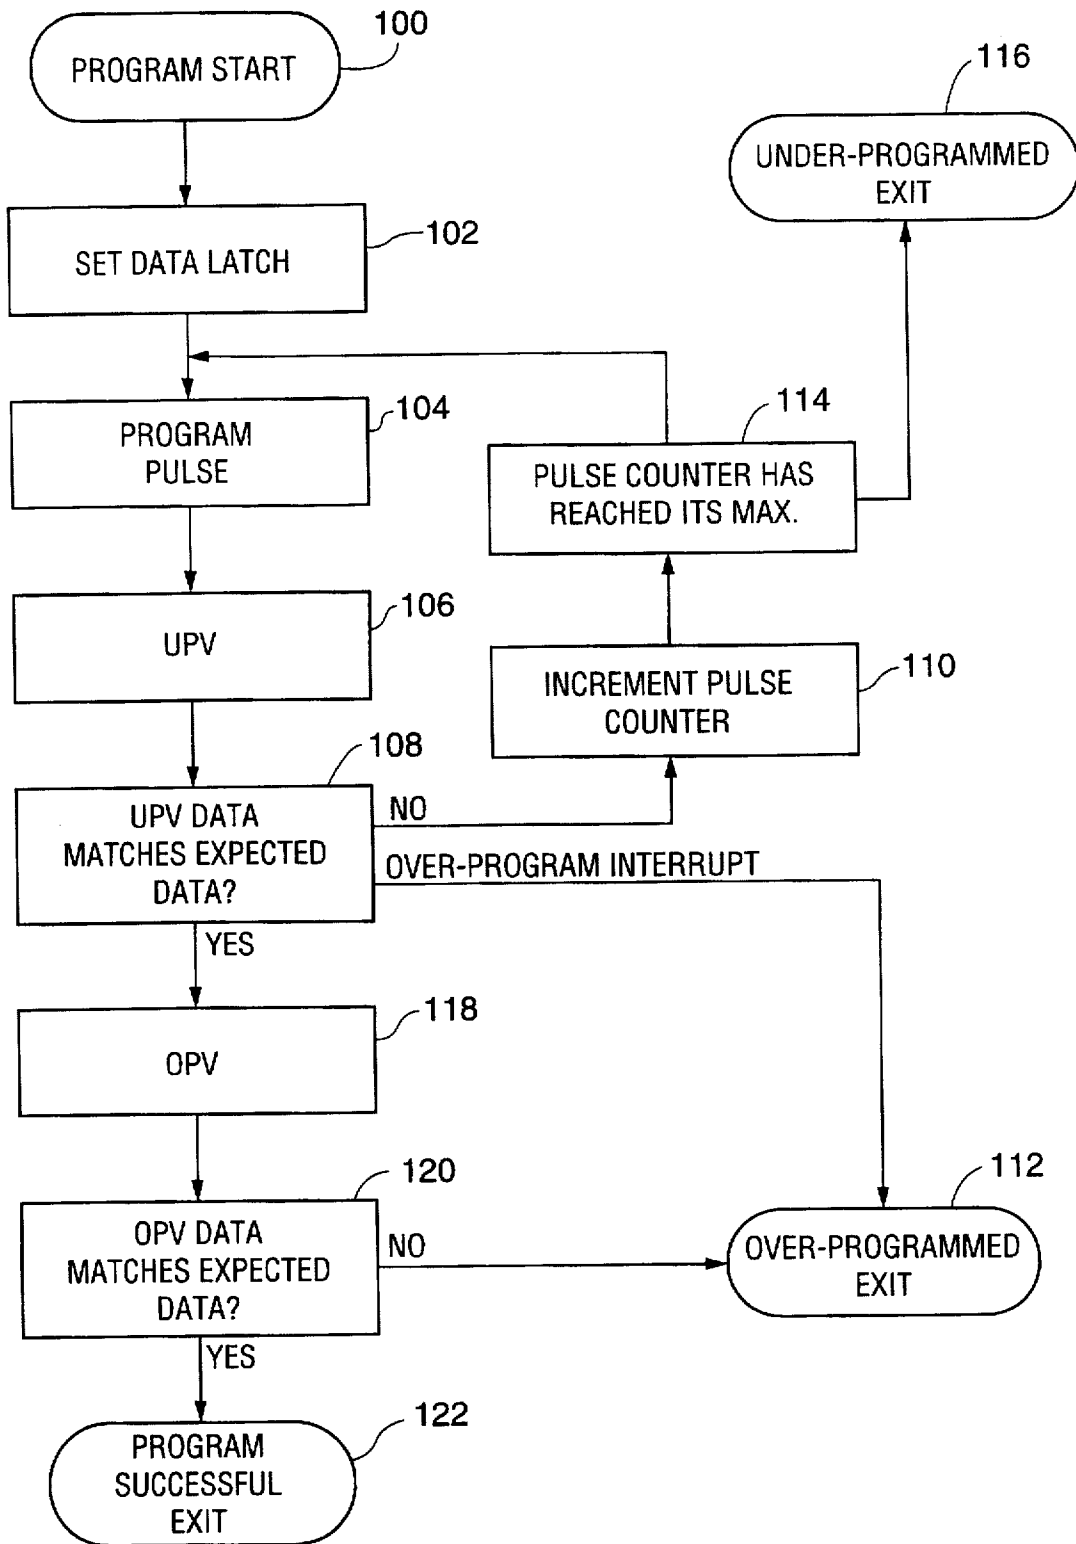 100
PROGRAM START
116
UNDER-PROGRAMMED
EXIT
102
SET DATA LATCH
104
PROGRAM
PULSE
114
PULSE COUNTER HAS
REACHED ITS MAX.
106
UPV
110
INCREMENT PULSE
COUNTER
108
UPV DATA
MATCHES EXPECTED
DATA?
NO
OVER-PROGRAM INTERRUPT
YES
118
OPV
120
OPV DATA
MATCHES EXPECTED
DATA?
NO
112
OVER-PROGRAMMED
EXIT
YES
122
PROGRAM
SUCCESSFUL
EXIT